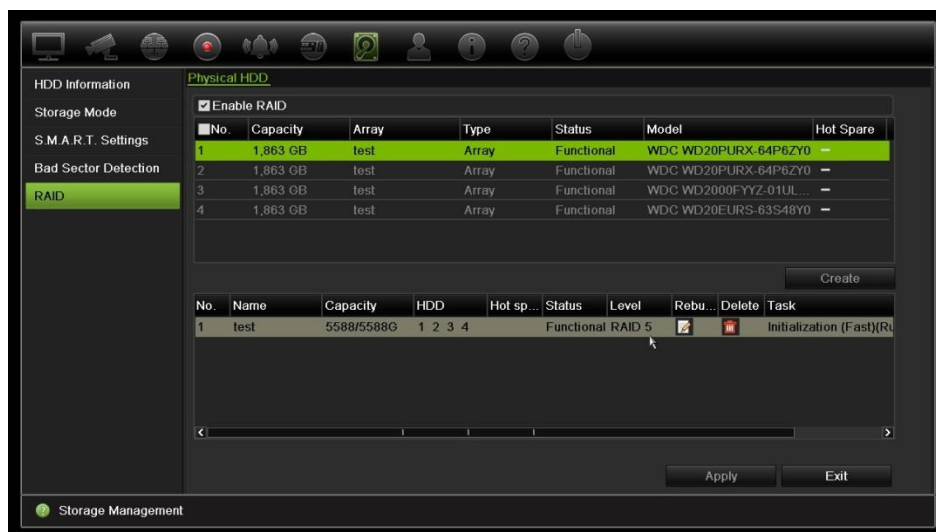 Physical HDD
HDD Information
Storage Mode
S.M.A.R.T. Settings
Bad Sector Detection
RAID
Enable RAID
No. Capacity Array Type Status Model Hot Spare
1 1,863 GB test Array Functional WDC WD20PURX-64P6ZY0 –
2 1,863 GB test Array Functional WDC WD20PURX-64P6ZY0 –
3 1,863 GB test Array Functional WDC WD2000FYYZ-01UL... –
4 1,863 GB test Array Functional WDC WD20EURS-63S48Y0 –
Create
No. Name Capacity HDD Hot sp... Status Level Rebu... Delete Task
1 test 5588/5588G 1 2 3 4 Functional RAID 5 Initialization (Fast)(Ru
Apply Exit
Storage Management